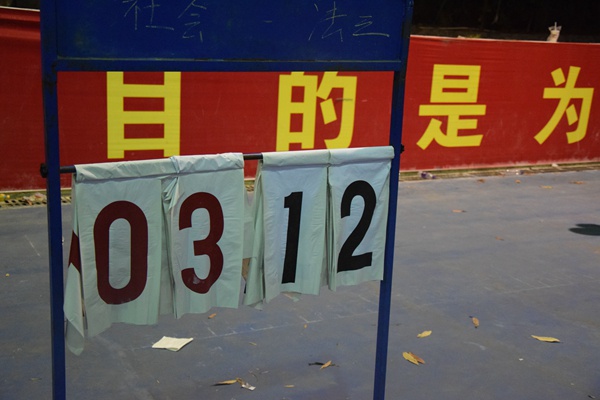 社会 - 法三
目的是为
03 12